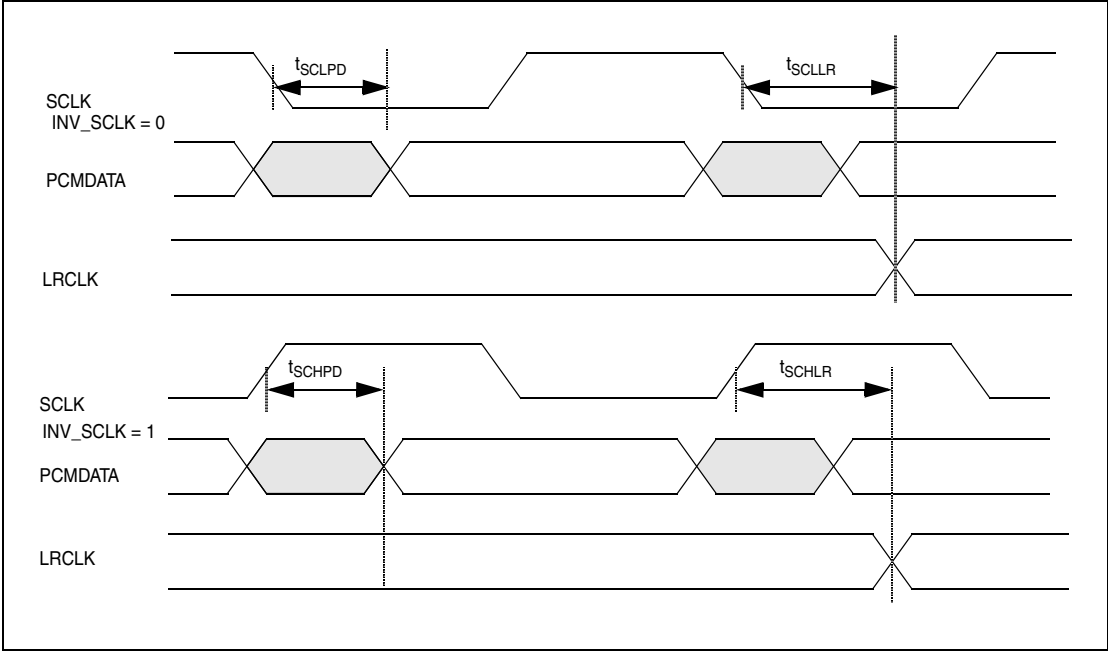 tSCLPD
tSCLLR
SCLK
INV_SCLK = 0
PCMDATA
LRCLK
tSCHPD
tSCHLR
SCLK
INV_SCLK = 1
PCMDATA
LRCLK